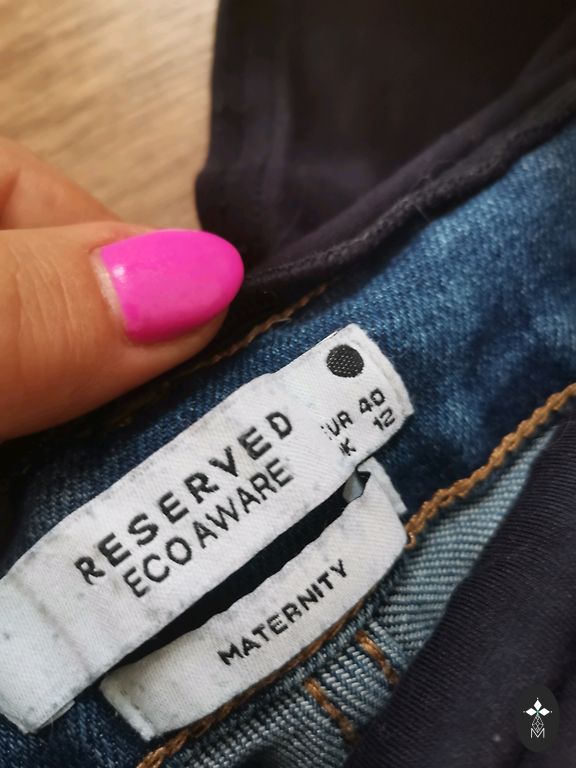 RESERVED
ECOAWARE
EUR 40
UK 12
MATERNITY